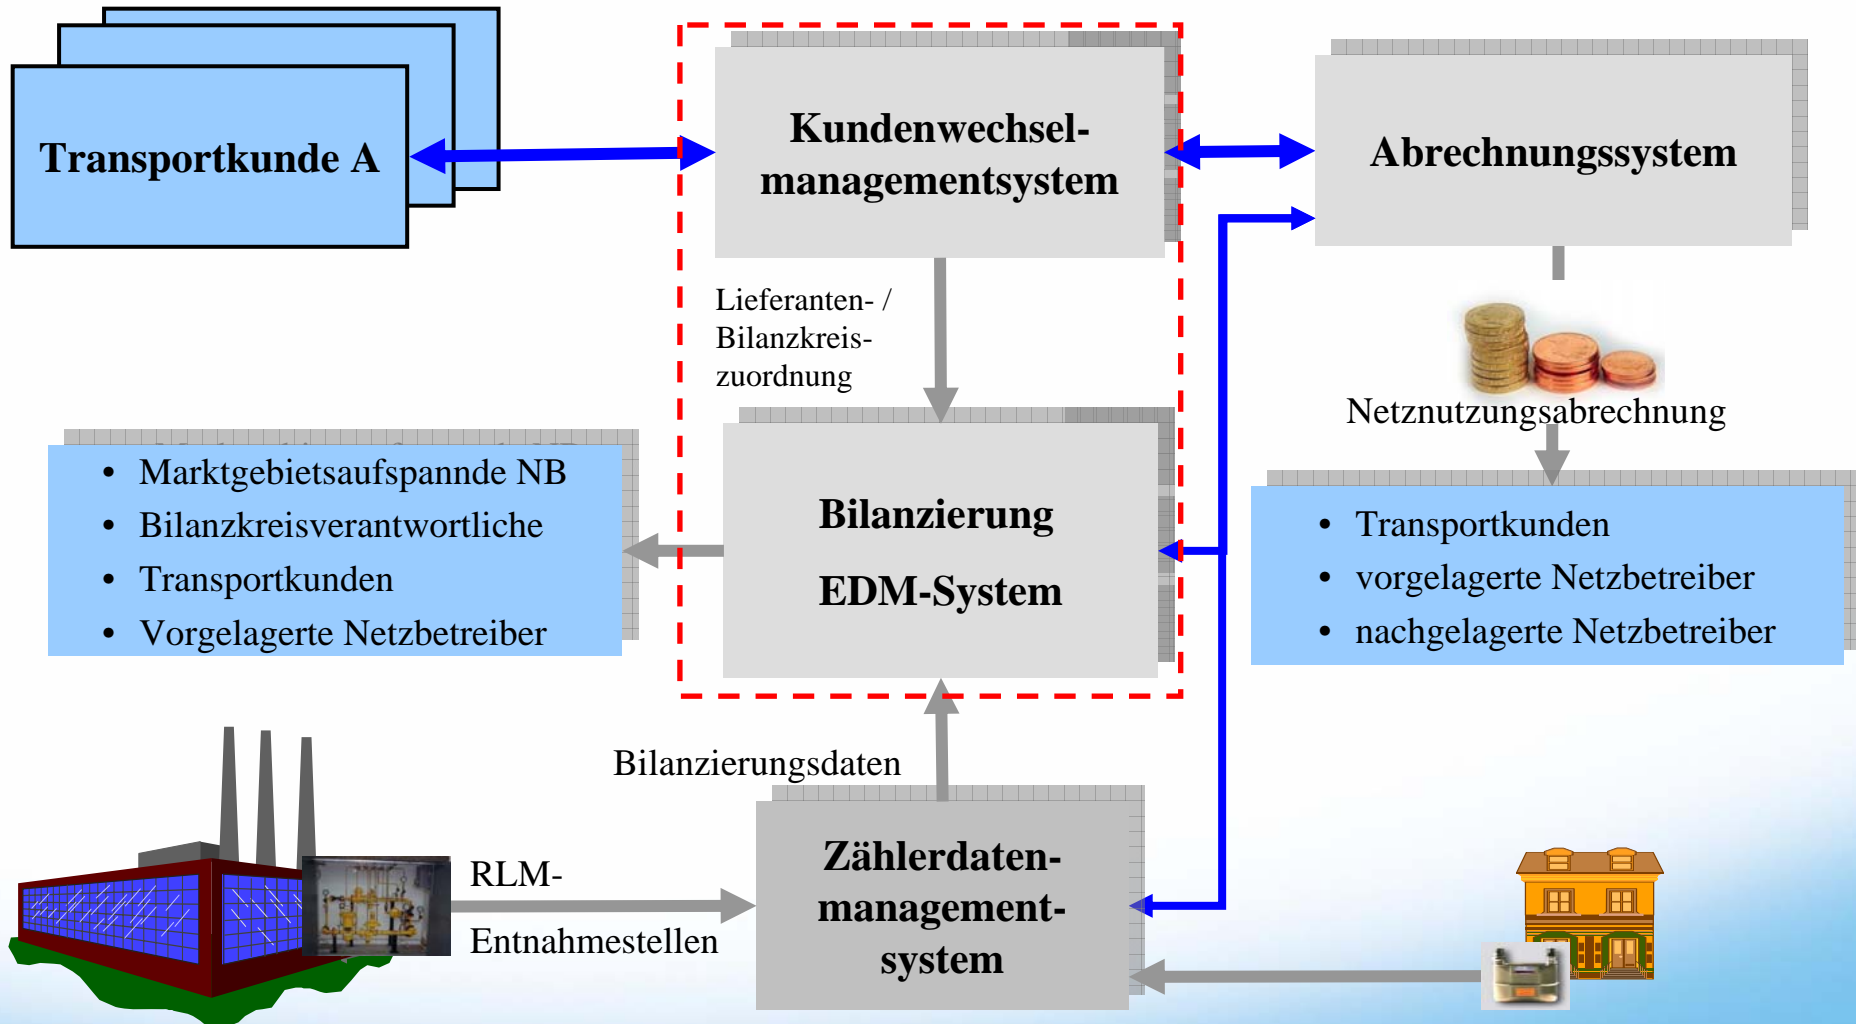 Transportkunde A
Kundenwechsel-
managementsystem
Abrechnungssystem
Lieferanten- /
Bilanzkreis-
zuordnung
Netznutzungsabrechnung
• Marktgebietsaufspannde NB
• Bilanzkreisverantwortliche
• Transportkunden
• Vorgelagerte Netzbetreiber
Bilanzierung
EDM-System
• Transportkunden
• vorgelagerte Netzbetreiber
• nachgelagerte Netzbetreiber
Bilanzierungsdaten
RLM-
Entnahmestellen
Zählerdaten-
management-
system